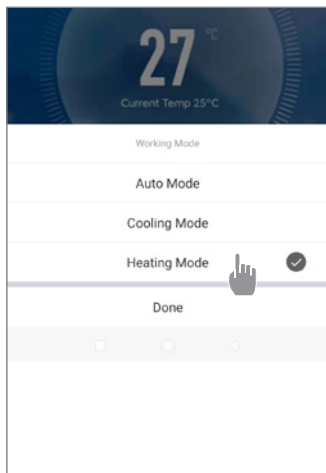 27 °C
Current Temp 25°C
Working Mode
Auto Mode
Cooling Mode
Heating Mode
Done